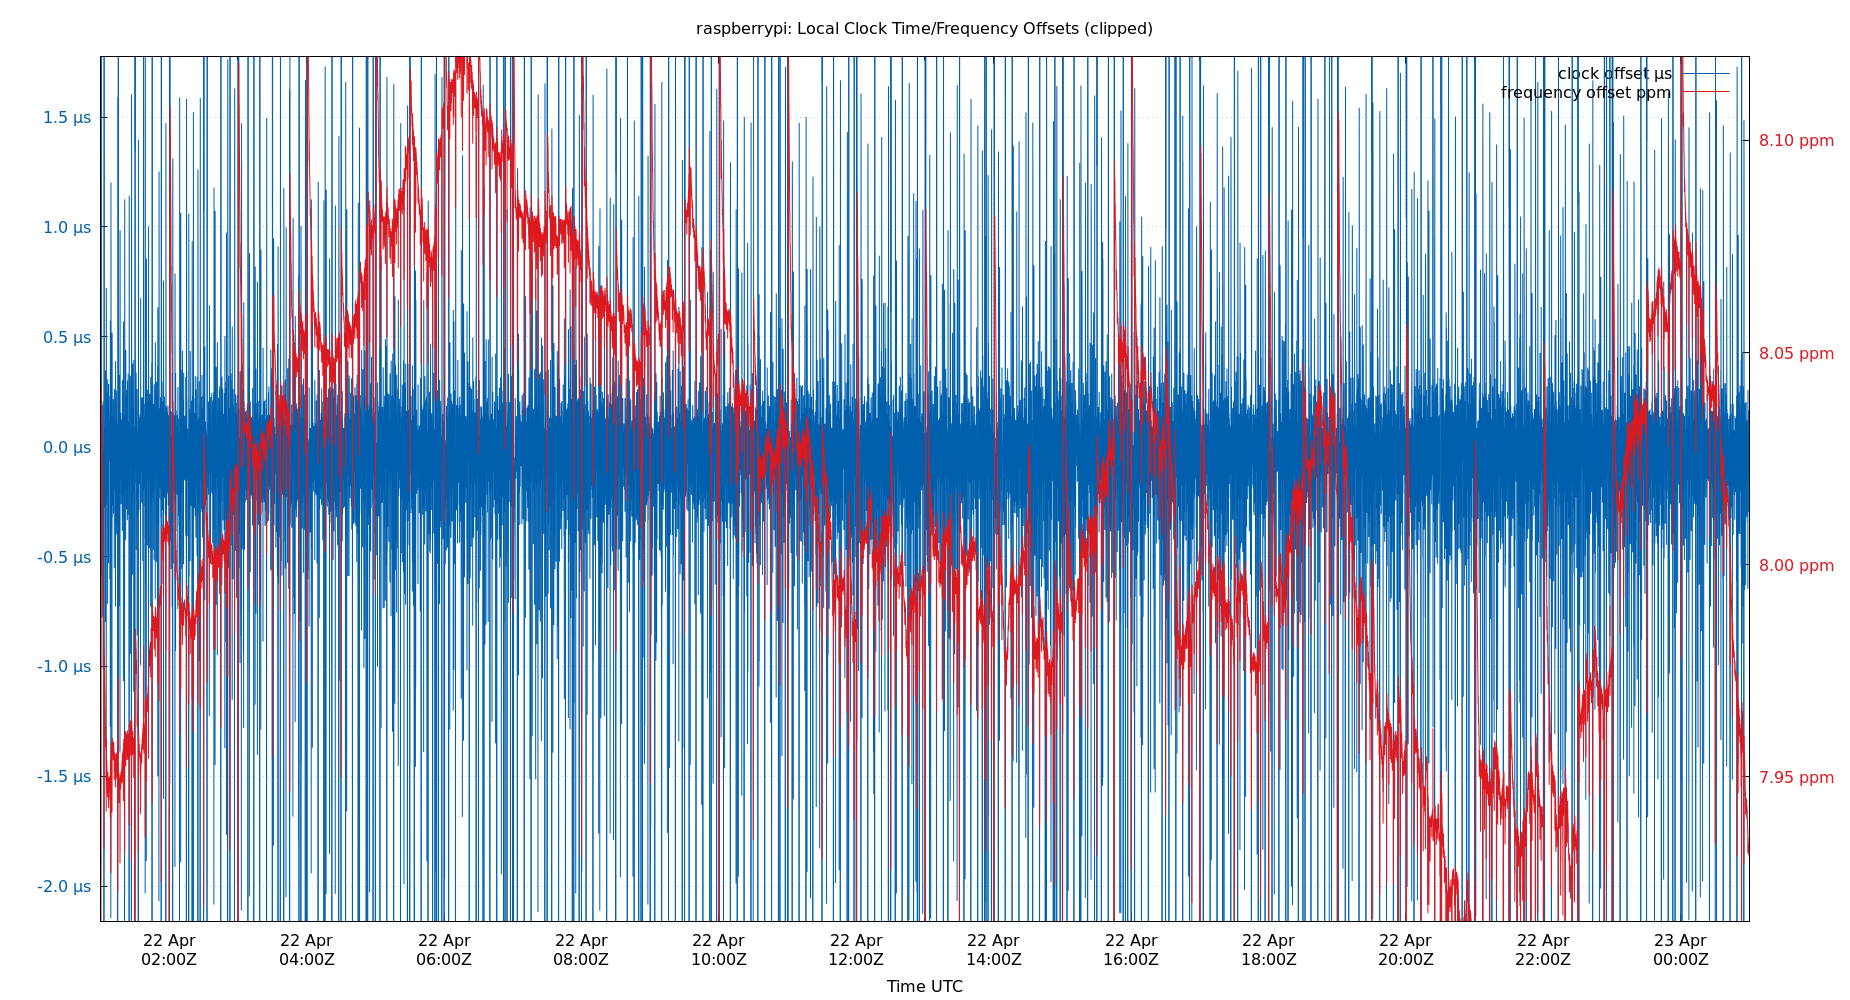 raspberrypi: Local Clock Time/Frequency Offsets (clipped)
clock offset µs
frequency offset ppm
1.5 µs
1.0 µs
0.5 µs
0.0 µs
-0.5 µs
-1.0 µs
-1.5 µs
-2.0 µs
8.10 ppm
8.05 ppm
8.00 ppm
7.95 ppm
22 Apr 22 Apr 22 Apr 22 Apr 22 Apr 22 Apr 22 Apr 22 Apr 22 Apr 22 Apr 22 Apr 23 Apr
02:00Z 04:00Z 06:00Z 08:00Z 10:00Z 12:00Z 14:00Z 16:00Z 18:00Z 20:00Z 22:00Z 00:00Z
Time UTC